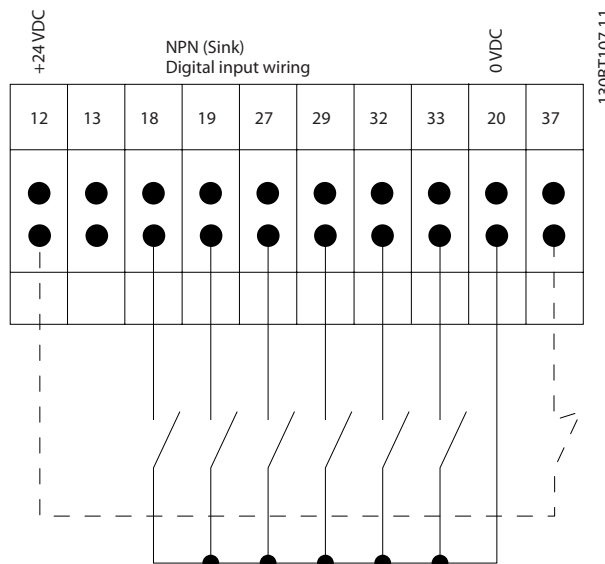 +24 VDC
NPN (Sink)
Digital input wiring
0 VDC
130BT107.11
12 13 18 19 27 29 32 33 20 37